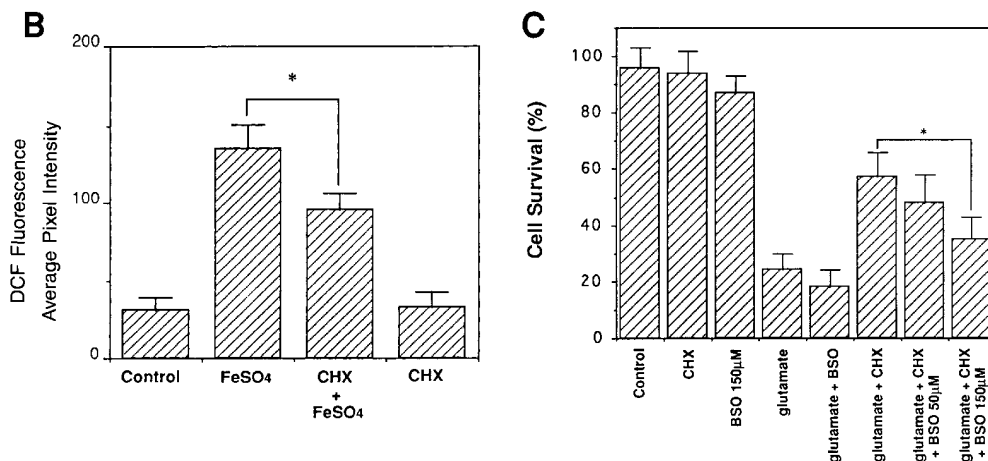 B
200
100
0
DCF Fluorescence
Average Pixel Intensity
*
Control
FeSO4
CHX
+
FeSO4
CHX
C
100
80
60
40
20
0
Cell Survival (%)
*
Control
CHX
BSO 150μM
glutamate
glutamate + BSO
glutamate + CHX
glutamate + CHX
+ BSO 50μM
glutamate + CHX
+ BSO 150μM